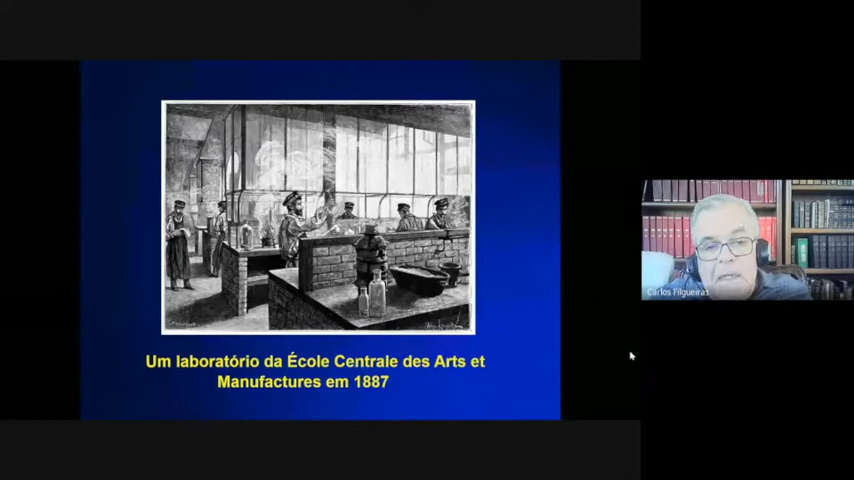 Um laboratório da École Centrale des Arts et
Manufactures em 1887
Carlos Filgueiras